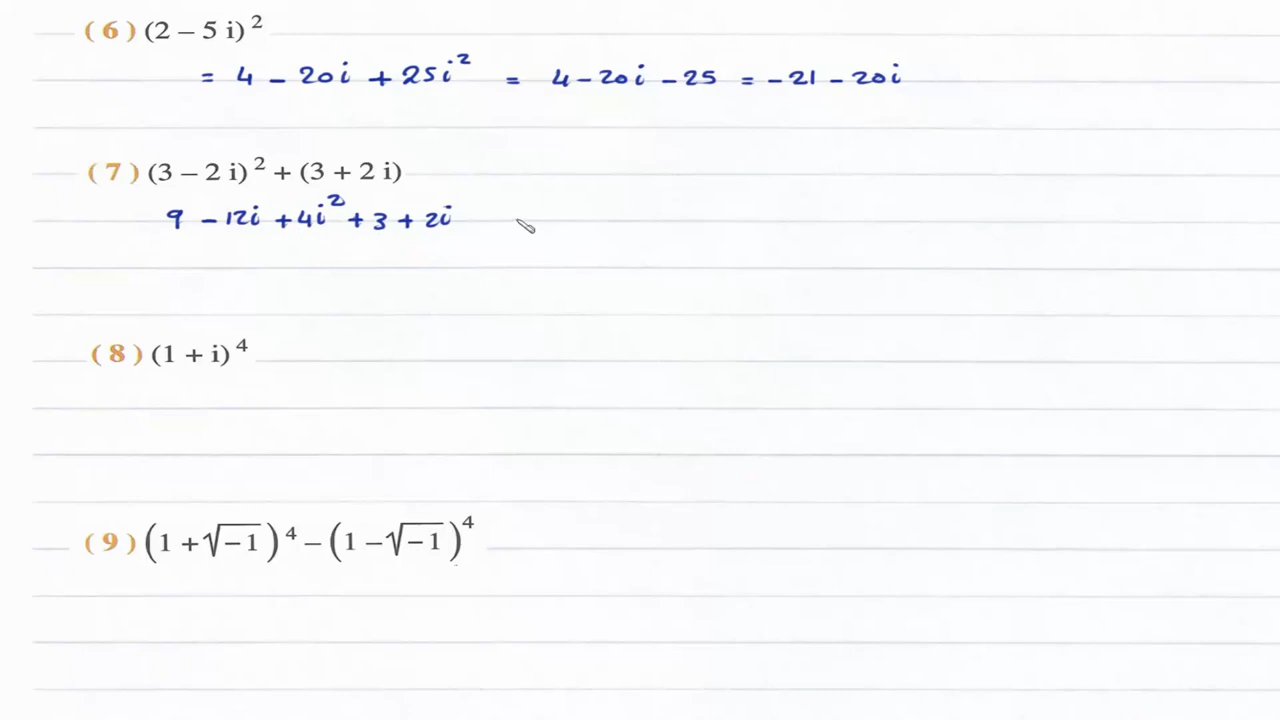 (6) (2 – 5 i)²
= 4 – 20i + 25i² = 4 – 20i – 25 = – 21 – 20i
(7) (3 – 2 i)² + (3 + 2 i)
9 – 12i + 4i² + 3 + 2i
(8) (1 + i)⁴
(9) (1 + √–1)⁴ – (1 – √–1)⁴